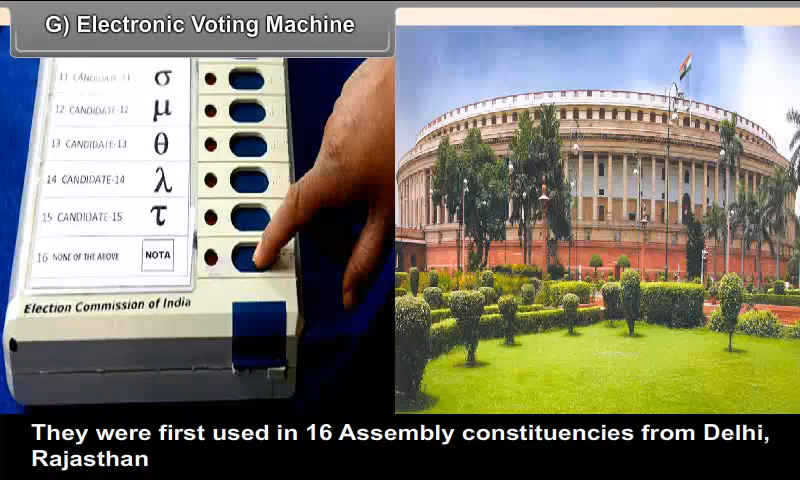 G) Electronic Voting Machine
11 CANDIDATE-11 σ
12 CANDIDATE-12 μ
13 CANDIDATE-13 θ
14 CANDIDATE-14 λ
15 CANDIDATE-15 τ
16 NONE OF THE ABOVE NOTA
Election Commission of India
They were first used in 16 Assembly constituencies from Delhi,
Rajasthan